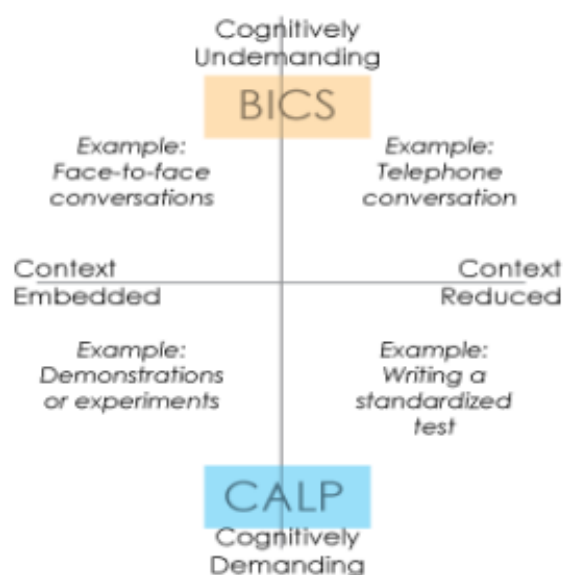 Cognitively
Undemanding
BICS
Example:
Face-to-face
conversations
Example:
Telephone
conversation
Context
Embedded
Context
Reduced
Example:
Demonstrations
or experiments
Example:
Writing a
standardized
test
CALP
Cognitively
Demanding